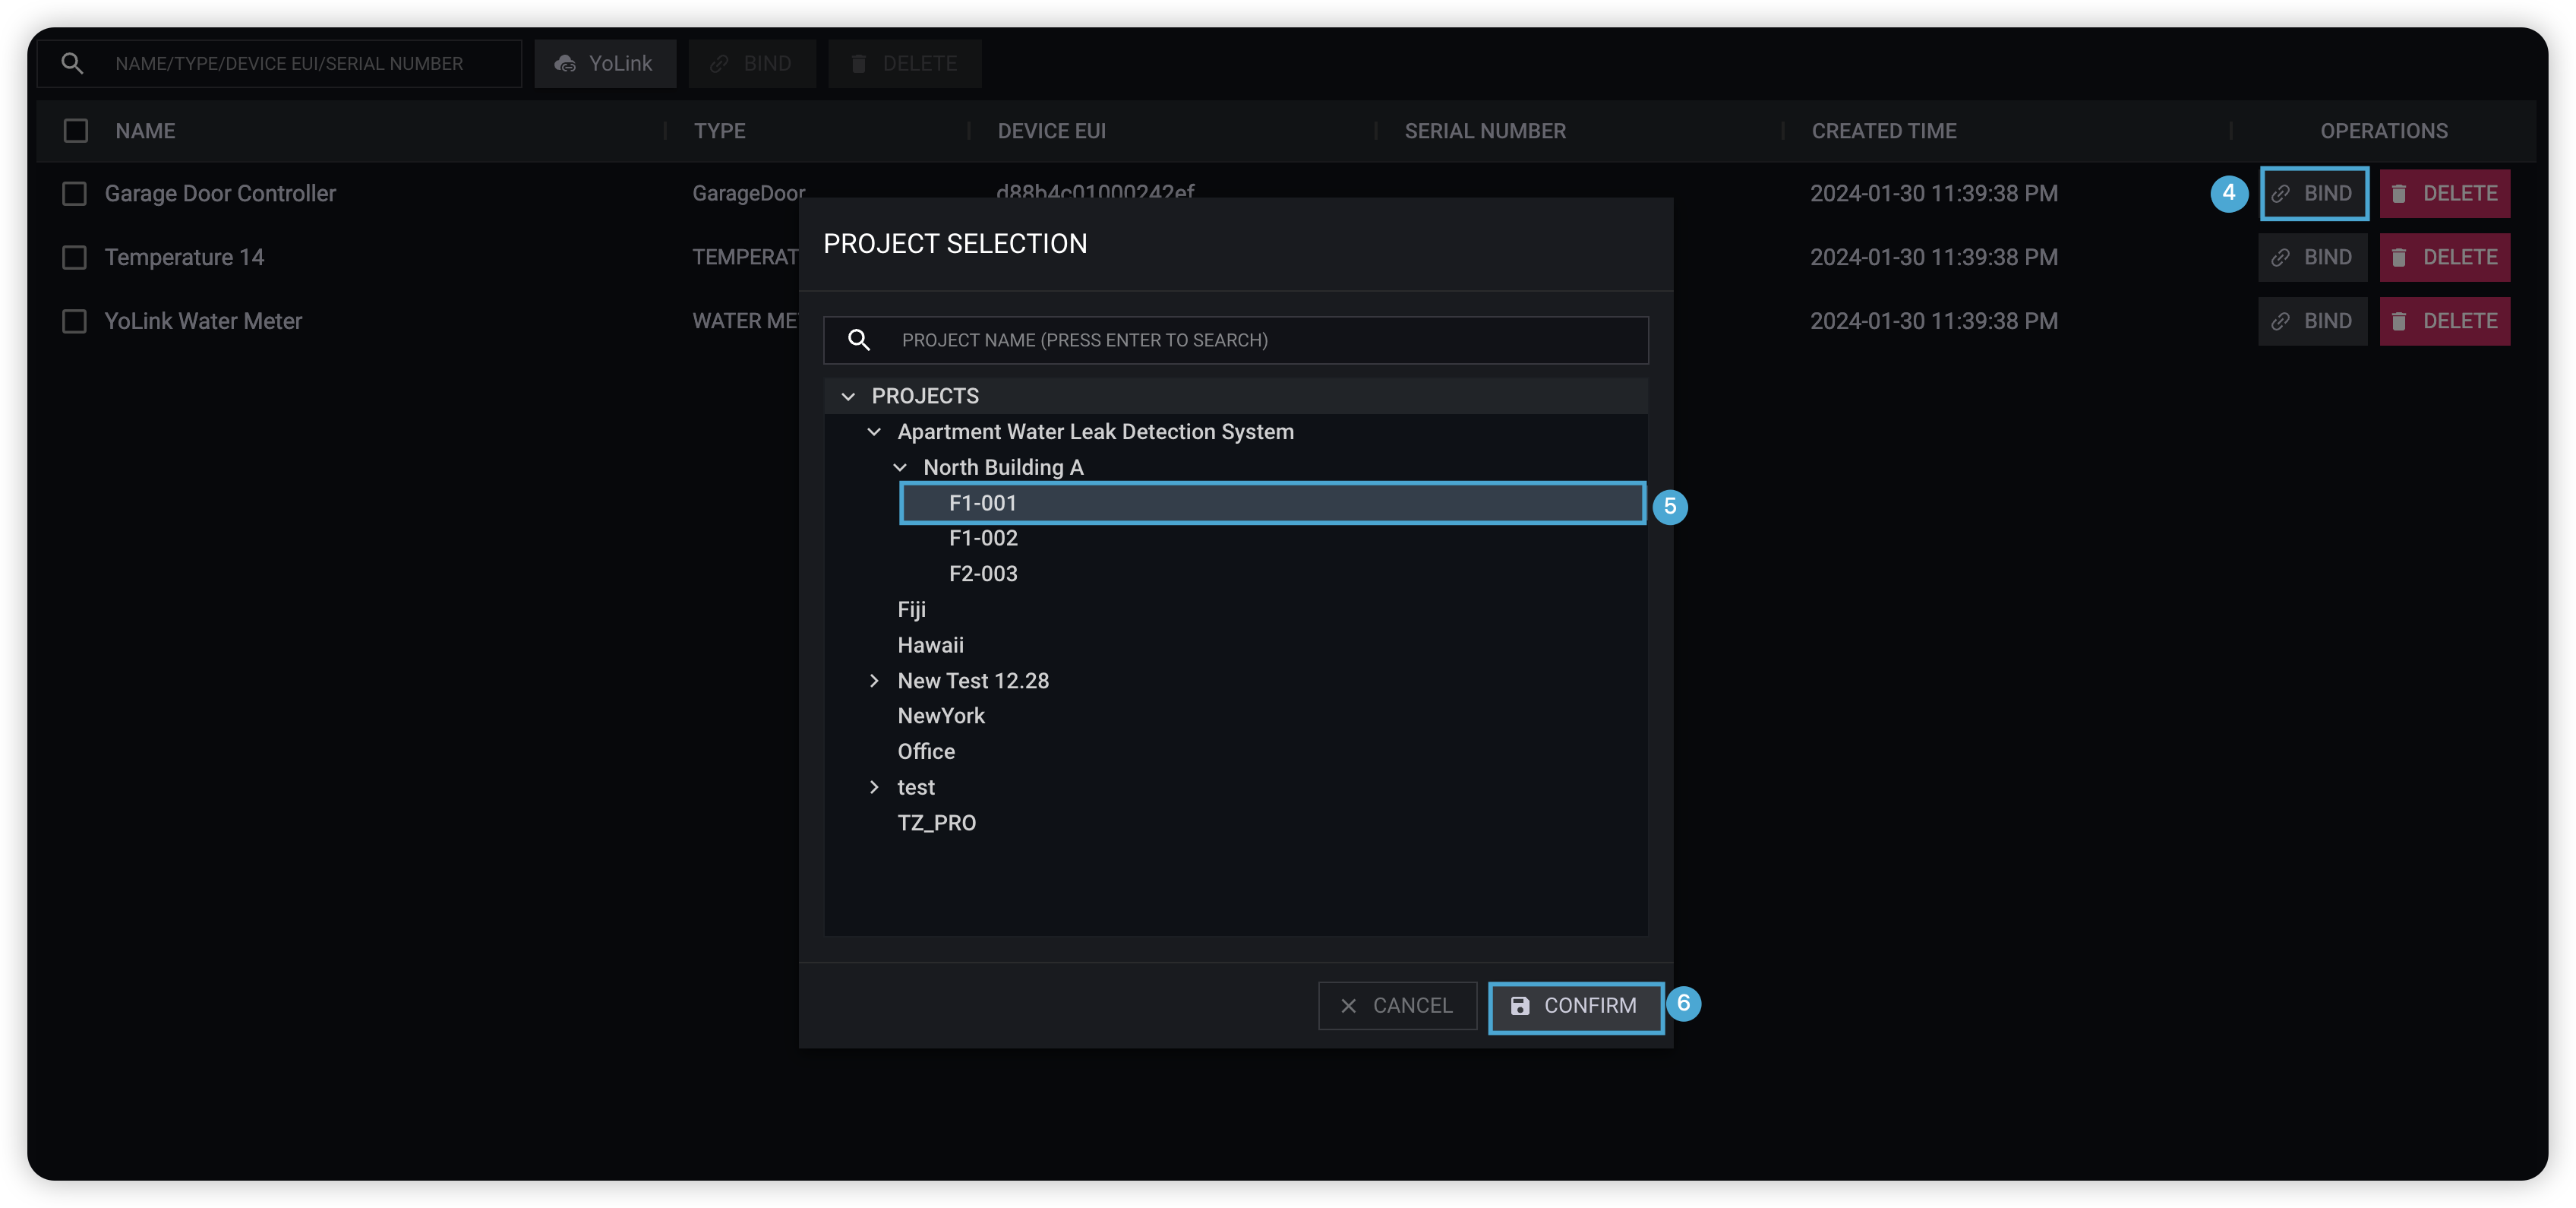 NAME/TYPE/DEVICE EUI/SERIAL NUMBER YoLink BIND DELETE
NAME TYPE DEVICE EUI SERIAL NUMBER CREATED TIME OPERATIONS
Garage Door Controller GarageDoor d88b4c01000242ef 2024-01-30 11:39:38 PM 4 BIND DELETE
PROJECT SELECTION
Temperature 14 TEMPERAT 2024-01-30 11:39:38 PM BIND DELETE
YoLink Water Meter WATER ME 2024-01-30 11:39:38 PM BIND DELETE
PROJECT NAME (PRESS ENTER TO SEARCH)
PROJECTS
Apartment Water Leak Detection System
North Building A
F1-001 5
F1-002
F2-003
Fiji
Hawaii
New Test 12.28
NewYork
Office
test
TZ_PRO
CANCEL CONFIRM 6